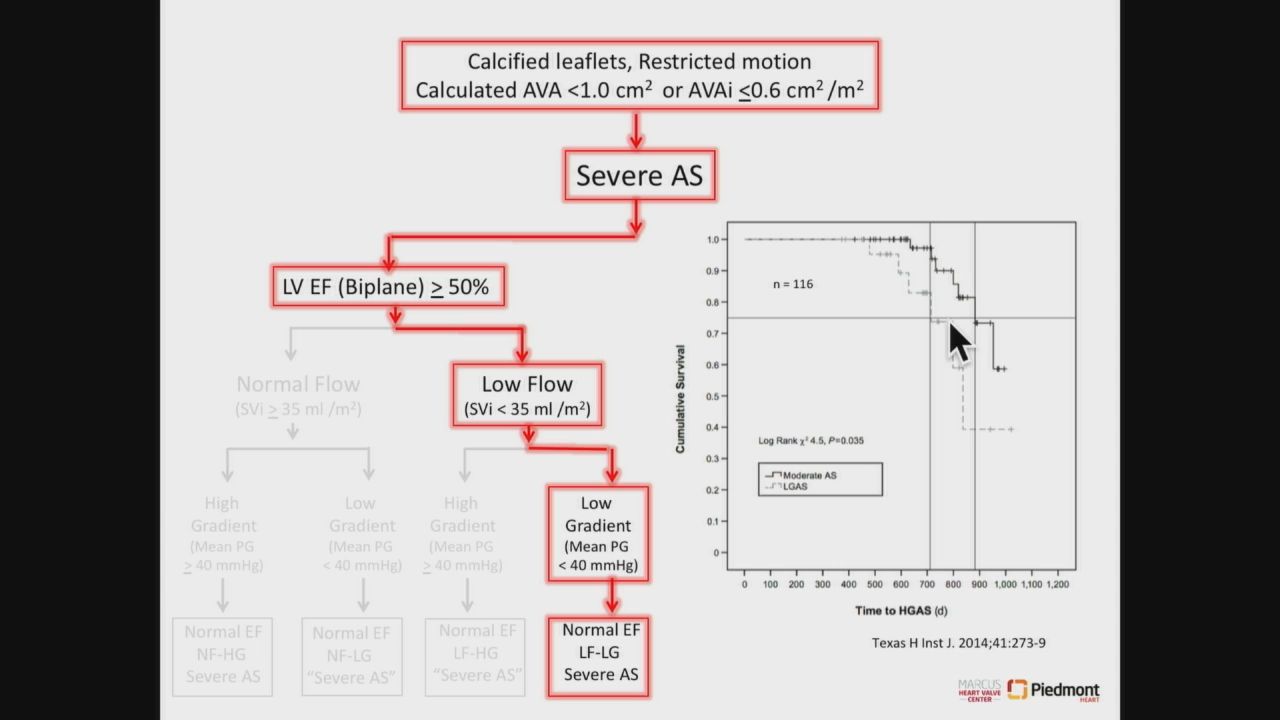 Calcified leaflets, Restricted motion
Calculated AVA <1.0 cm² or AVAi ≤0.6 cm² /m²
Severe AS
LV EF (Biplane) ≥ 50%
Normal Flow
(SVi ≥ 35 ml /m²)
Low Flow
(SVi < 35 ml /m²)
High
Gradient
(Mean PG
≥ 40 mmHg)
Low
Gradient
(Mean PG
< 40 mmHg)
High
Gradient
(Mean PG
≥ 40 mmHg)
Low
Gradient
(Mean PG
< 40 mmHg)
Normal EF
NF-HG
Severe AS
Normal EF
NF-LG
“Severe AS”
Normal EF
LF-HG
“Severe AS”
Normal EF
LF-LG
Severe AS
Cumulative Survival
1.0
0.9
0.8
0.7
0.6
0.5
0.4
0.3
0.2
0.1
0
n = 116
Log Rank χ² 4.5, P=0.035
Moderate AS
LGAS
0 100 200 300 400 500 600 700 800 900 1,000 1,100 1,200
Time to HGAS (d)
Texas H Inst J. 2014;41:273-9
MARCUS
HEART VALVE
CENTER
Piedmont
HEART